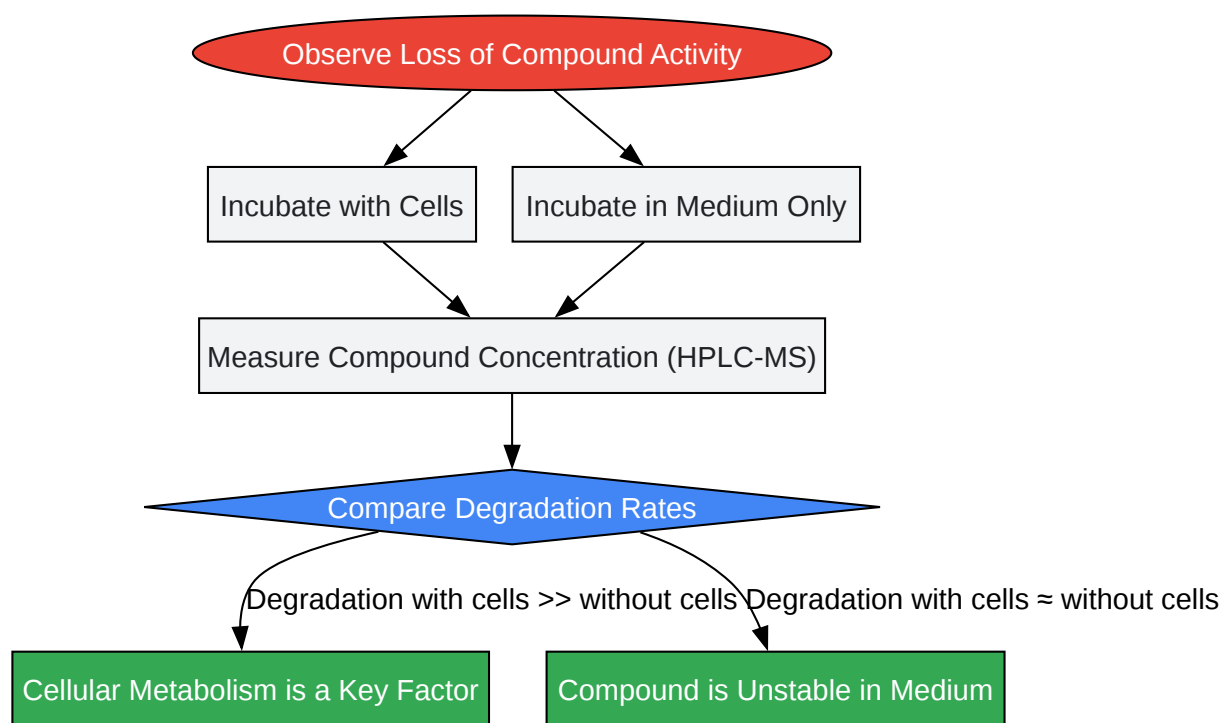 Observe Loss of Compound Activity
Incubate with Cells
Incubate in Medium Only
Measure Compound Concentration (HPLC-MS)
Compare Degradation Rates
Degradation with cells >> without cells
Degradation with cells ≈ without cells
Cellular Metabolism is a Key Factor
Compound is Unstable in Medium